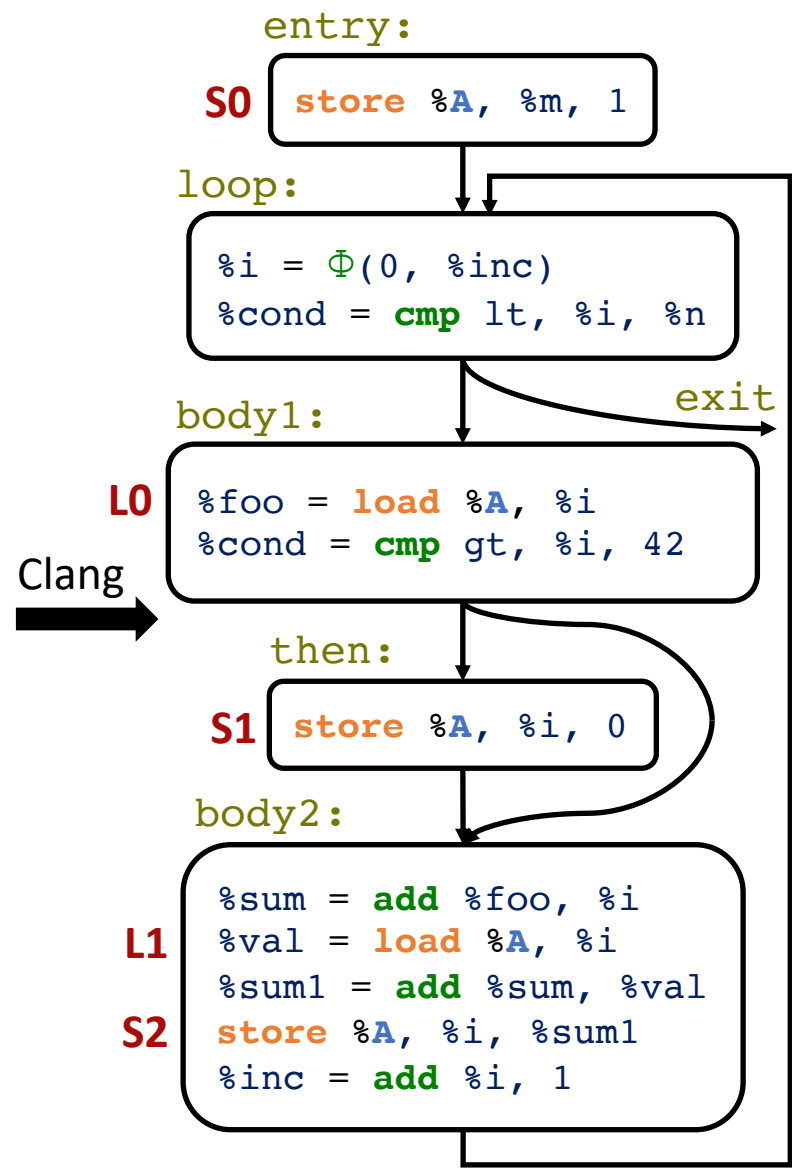 entry:
S0 store %A, %m, 1
loop:
%i = Φ(0, %inc)
%cond = cmp lt, %i, %n
exit
body1:
L0 %foo = load %A, %i
%cond = cmp gt, %i, 42
Clang
then:
S1 store %A, %i, 0
body2:
%sum = add %foo, %i
L1 %val = load %A, %i
%sum1 = add %sum, %val
S2 store %A, %i, %sum1
%inc = add %i, 1